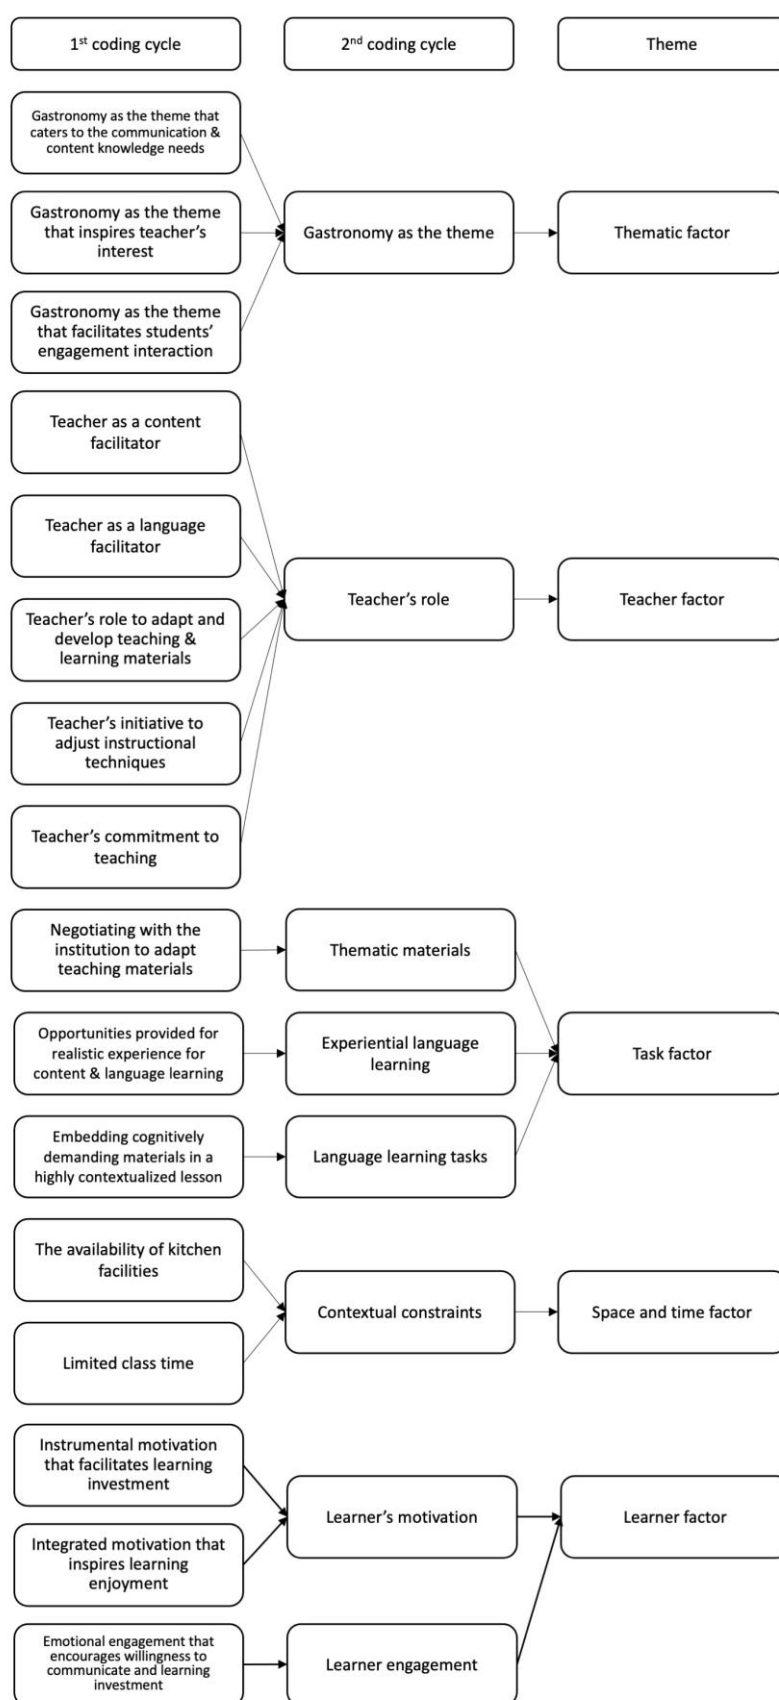 1st coding cycle
2nd coding cycle
Theme
Gastronomy as the theme that
caters to the communication &
content knowledge needs
Gastronomy as the theme
that inspires teacher's
interest
Gastronomy as the theme
that facilitates students'
engagement interaction
Gastronomy as the theme
Thematic factor
Teacher as a content
facilitator
Teacher as a language
facilitator
Teacher's role to adapt and
develop teaching &
learning materials
Teacher's initiative to
adjust instructional
techniques
Teacher's commitment to
teaching
Teacher's role
Teacher factor
Negotiating with the
institution to adapt
teaching materials
Thematic materials
Opportunities provided for
realistic experience for
content & language learning
Experiential language
learning
Task factor
Embedding cognitively
demanding materials in a
highly contextualized lesson
Language learning tasks
The availability of kitchen
facilities
Limited class time
Contextual constraints
Space and time factor
Instrumental motivation
that facilitates learning
investment
Integrated motivation that
inspires learning
enjoyment
Learner's motivation
Learner factor
Emotional engagement that
encourages willingness to
communicate and learning
investment
Learner engagement